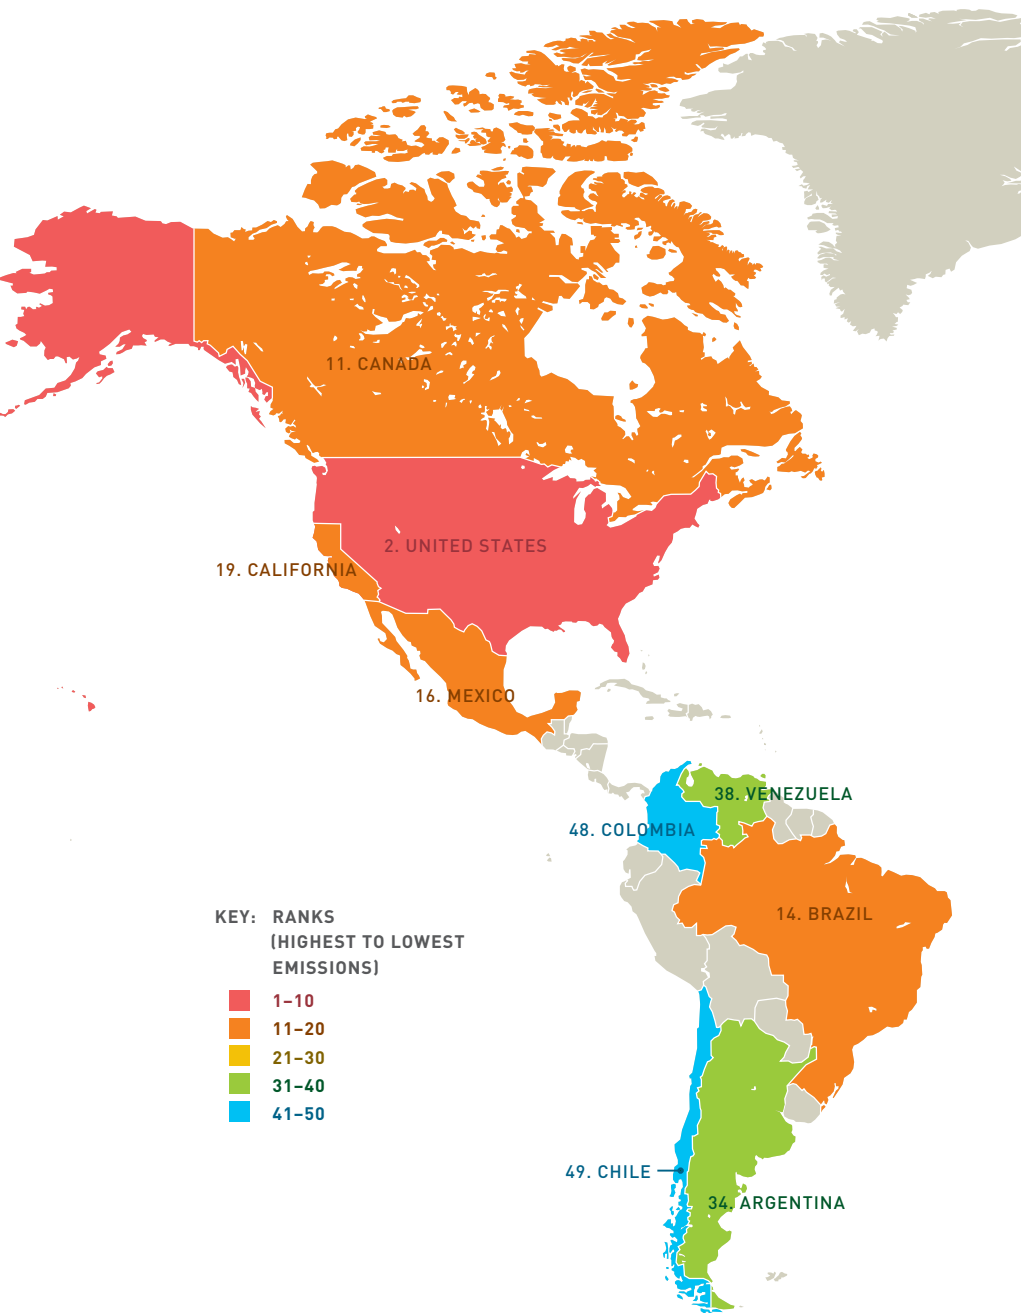 11. CANADA
2. UNITED STATES
19. CALIFORNIA
16. MEXICO
38. VENEZUELA
48. COLOMBIA
14. BRAZIL
KEY: RANKS
(HIGHEST TO LOWEST
EMISSIONS)
1–10
11–20
21–30
31–40
41–50
49. CHILE
34. ARGENTINA